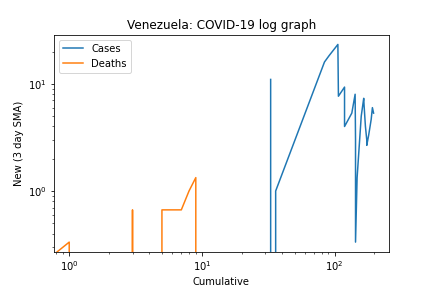 Venezuela: COVID-19 log graph
Cases
Deaths
New (3 day SMA)
10¹
10⁰
10⁰
10¹
10²
Cumulative